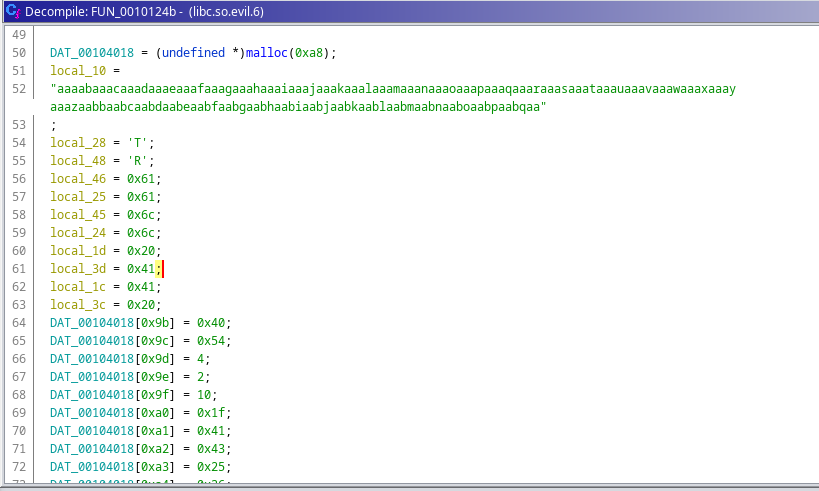 Decompile: FUN_0010124b - (libc.so.evil.6)
49
50 DAT_00104018 = (undefined *)malloc(0xa8);
51 local_10 =
52 "aaaabaaacaaadaaaeaaafaaagaaahaaaiaaajaaakaaalaaamaaanaaaoaaapaaaqaaaraaasaaataaauaaavaaawaaaxaaay
aaazaabbaabcaabdaabeaabfaabgaabhaabiaabjaabkaablaabmaabnaaboaabpaabqaa"
53 ;
54 local_28 = 'T';
55 local_48 = 'R';
56 local_46 = 0x61;
57 local_25 = 0x61;
58 local_45 = 0x6c;
59 local_24 = 0x6c;
60 local_1d = 0x20;
61 local_3d = 0x41;
62 local_1c = 0x41;
63 local_3c = 0x20;
64 DAT_00104018[0x9b] = 0x40;
65 DAT_00104018[0x9c] = 0x54;
66 DAT_00104018[0x9d] = 4;
67 DAT_00104018[0x9e] = 2;
68 DAT_00104018[0x9f] = 10;
69 DAT_00104018[0xa0] = 0x1f;
70 DAT_00104018[0xa1] = 0x41;
71 DAT_00104018[0xa2] = 0x43;
72 DAT_00104018[0xa3] = 0x25;